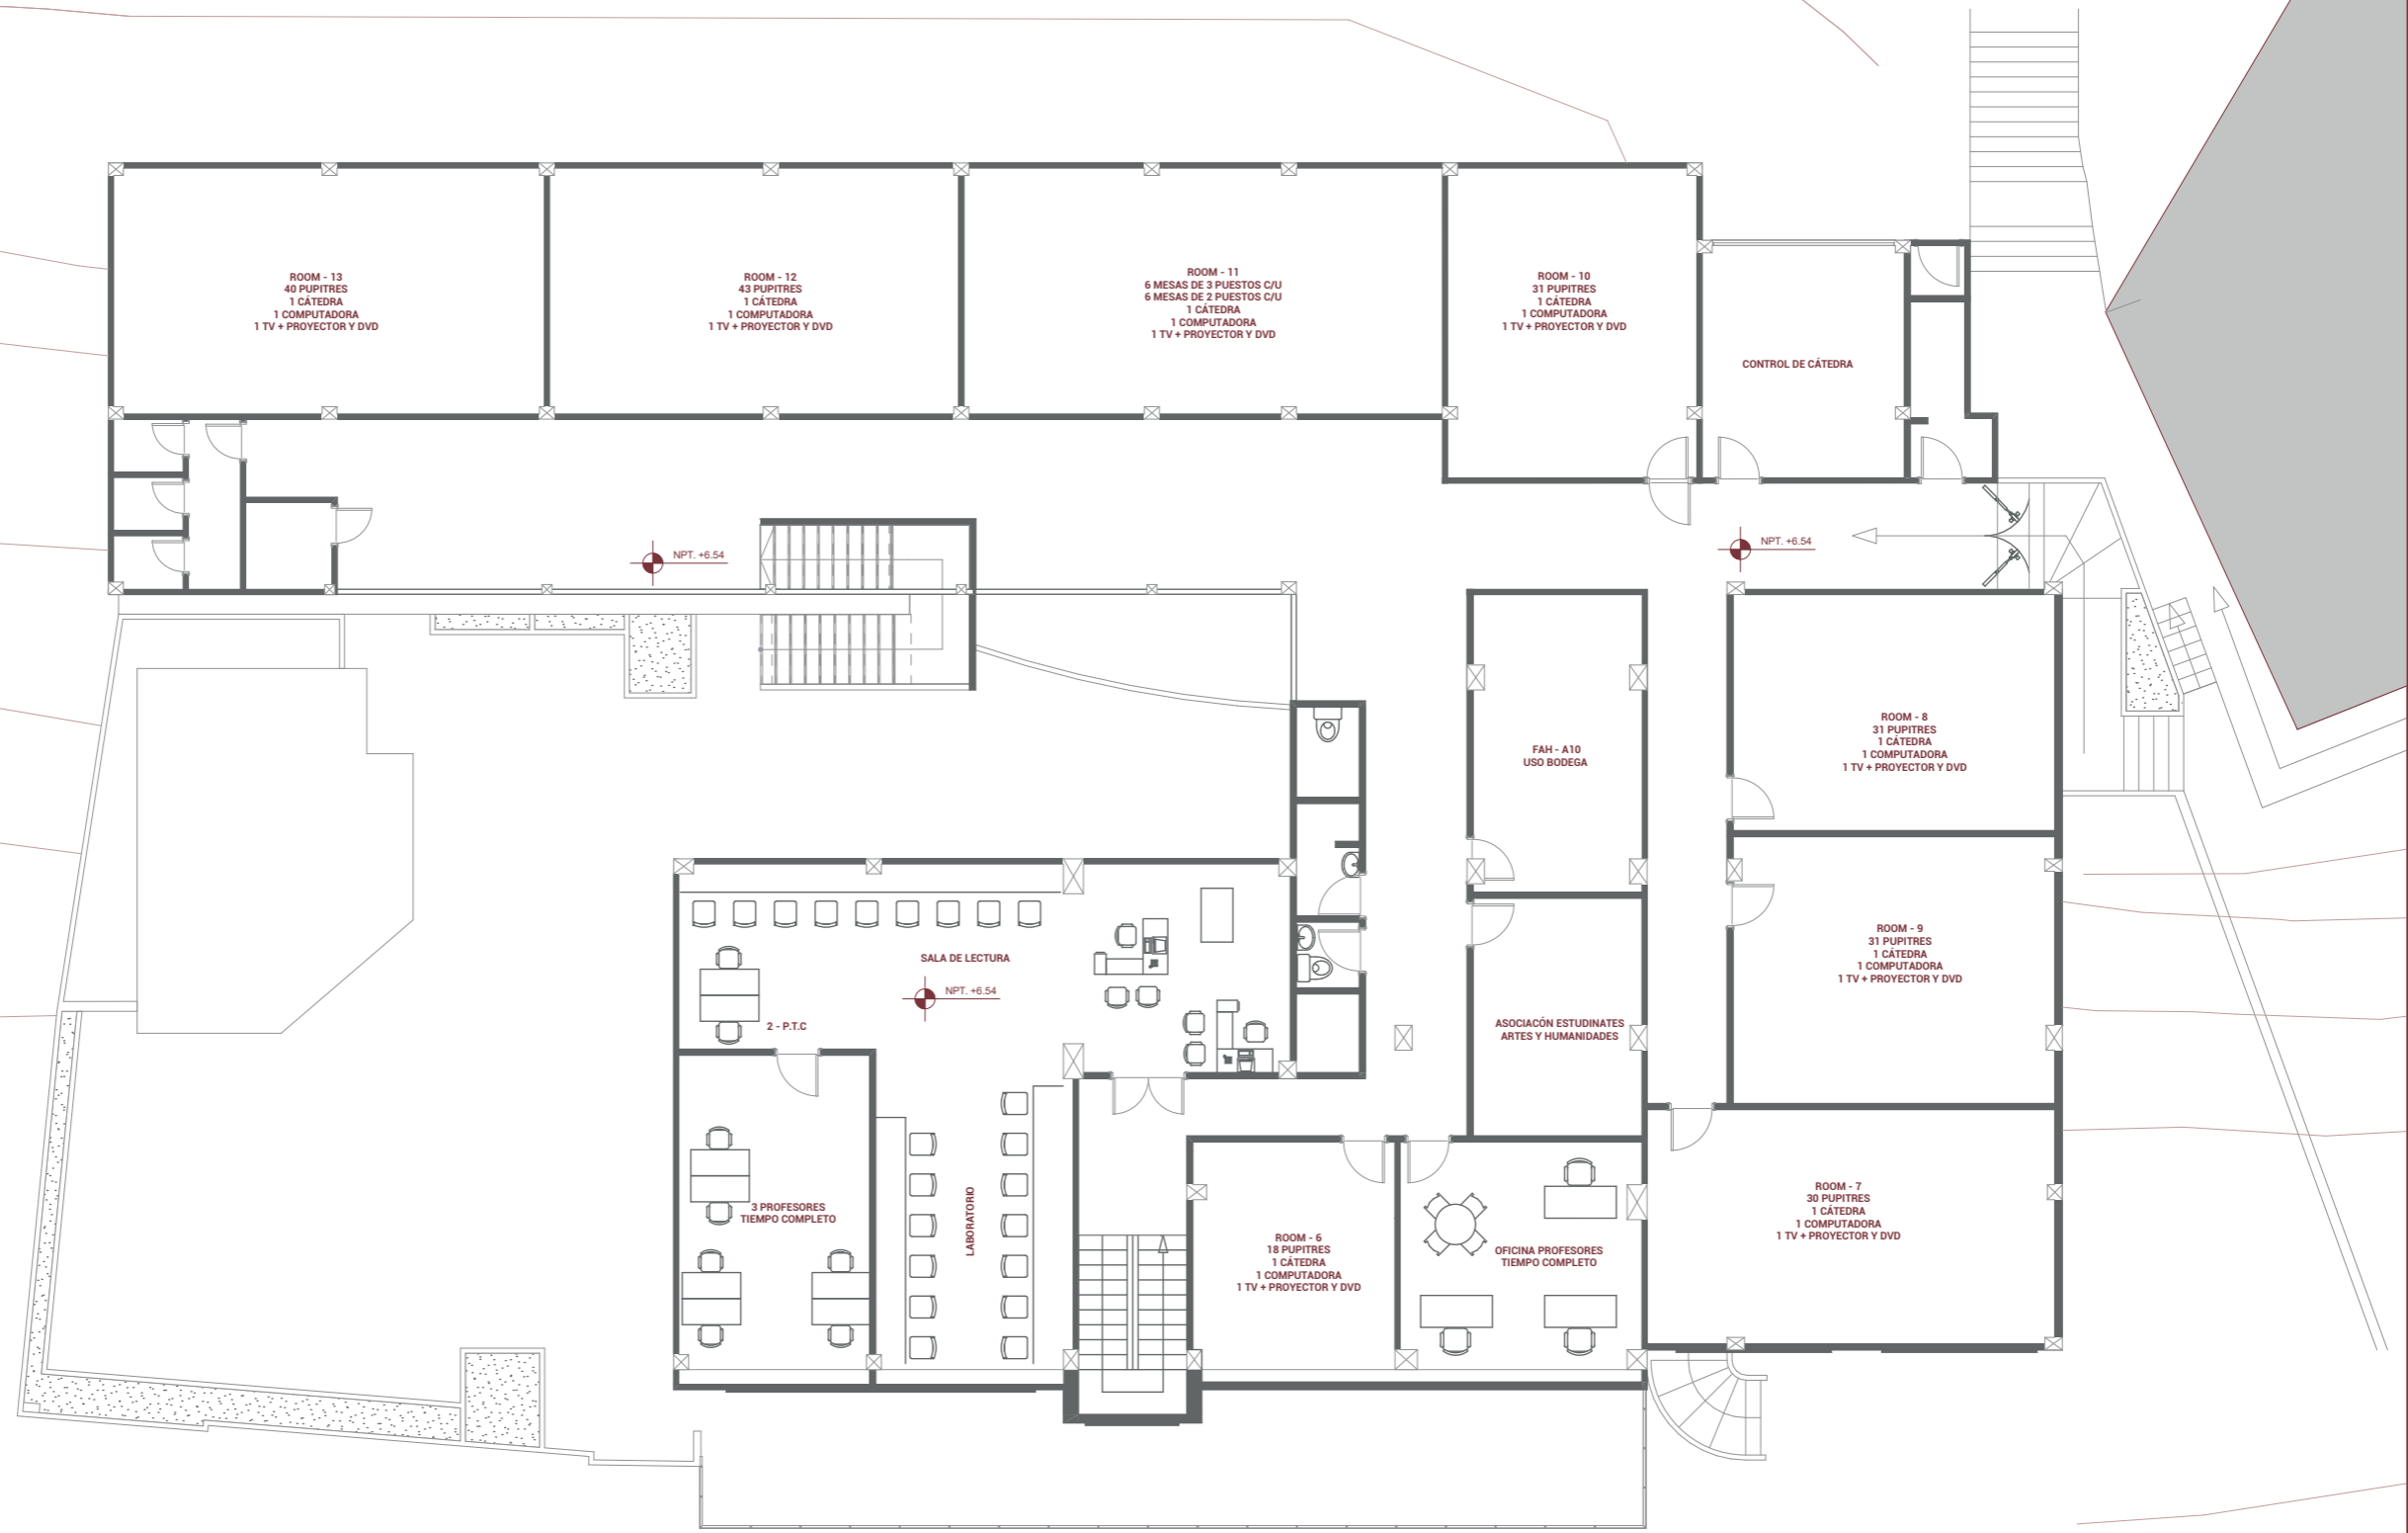 ROOM - 13
40 PUPITRES
1 CÁTEDRA
1 COMPUTADORA
1 TV + PROYECTOR Y DVD
ROOM - 12
43 PUPITRES
1 CÁTEDRA
1 COMPUTADORA
1 TV + PROYECTOR Y DVD
ROOM - 11
6 MESAS DE 3 PUESTOS C/U
6 MESAS DE 2 PUESTOS C/U
1 CÁTEDRA
1 COMPUTADORA
1 TV + PROYECTOR Y DVD
ROOM - 10
31 PUPITRES
1 CÁTEDRA
1 COMPUTADORA
1 TV + PROYECTOR Y DVD
CONTROL DE CÁTEDRA
NPT. +6.54
NPT. +6.54
FAH - A10
USO BODEGA
ROOM - 8
31 PUPITRES
1 CÁTEDRA
1 COMPUTADORA
1 TV + PROYECTOR Y DVD
SALA DE LECTURA
NPT. +6.54
2 - P.T.C
ASOCIACÓN ESTUDINATES
ARTES Y HUMANIDADES
ROOM - 9
31 PUPITRES
1 CÁTEDRA
1 COMPUTADORA
1 TV + PROYECTOR Y DVD
3 PROFESORES
TIEMPO COMPLETO
LABORATORIO
ROOM - 6
18 PUPITRES
1 CÁTEDRA
1 COMPUTADORA
1 TV + PROYECTOR Y DVD
OFICINA PROFESORES
TIEMPO COMPLETO
ROOM - 7
30 PUPITRES
1 CÁTEDRA
1 COMPUTADORA
1 TV + PROYECTOR Y DVD